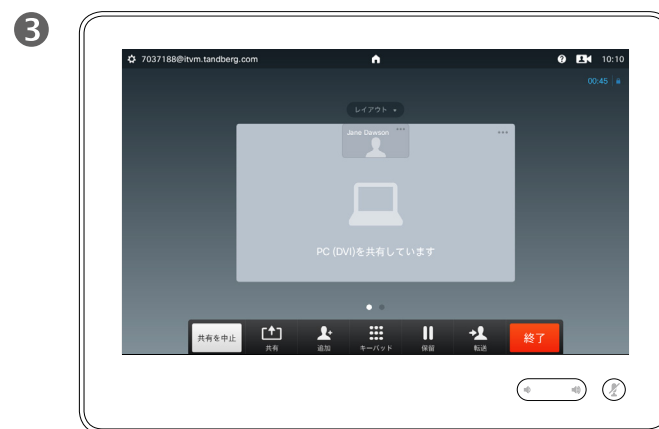 3
7037188@itvm.tandberg.com
10:10
00:45
レイアウト
Jane Dawson
PC (DVI)を共有しています
共有を中止
共有
追加
キーパッド
保留
転送
終了